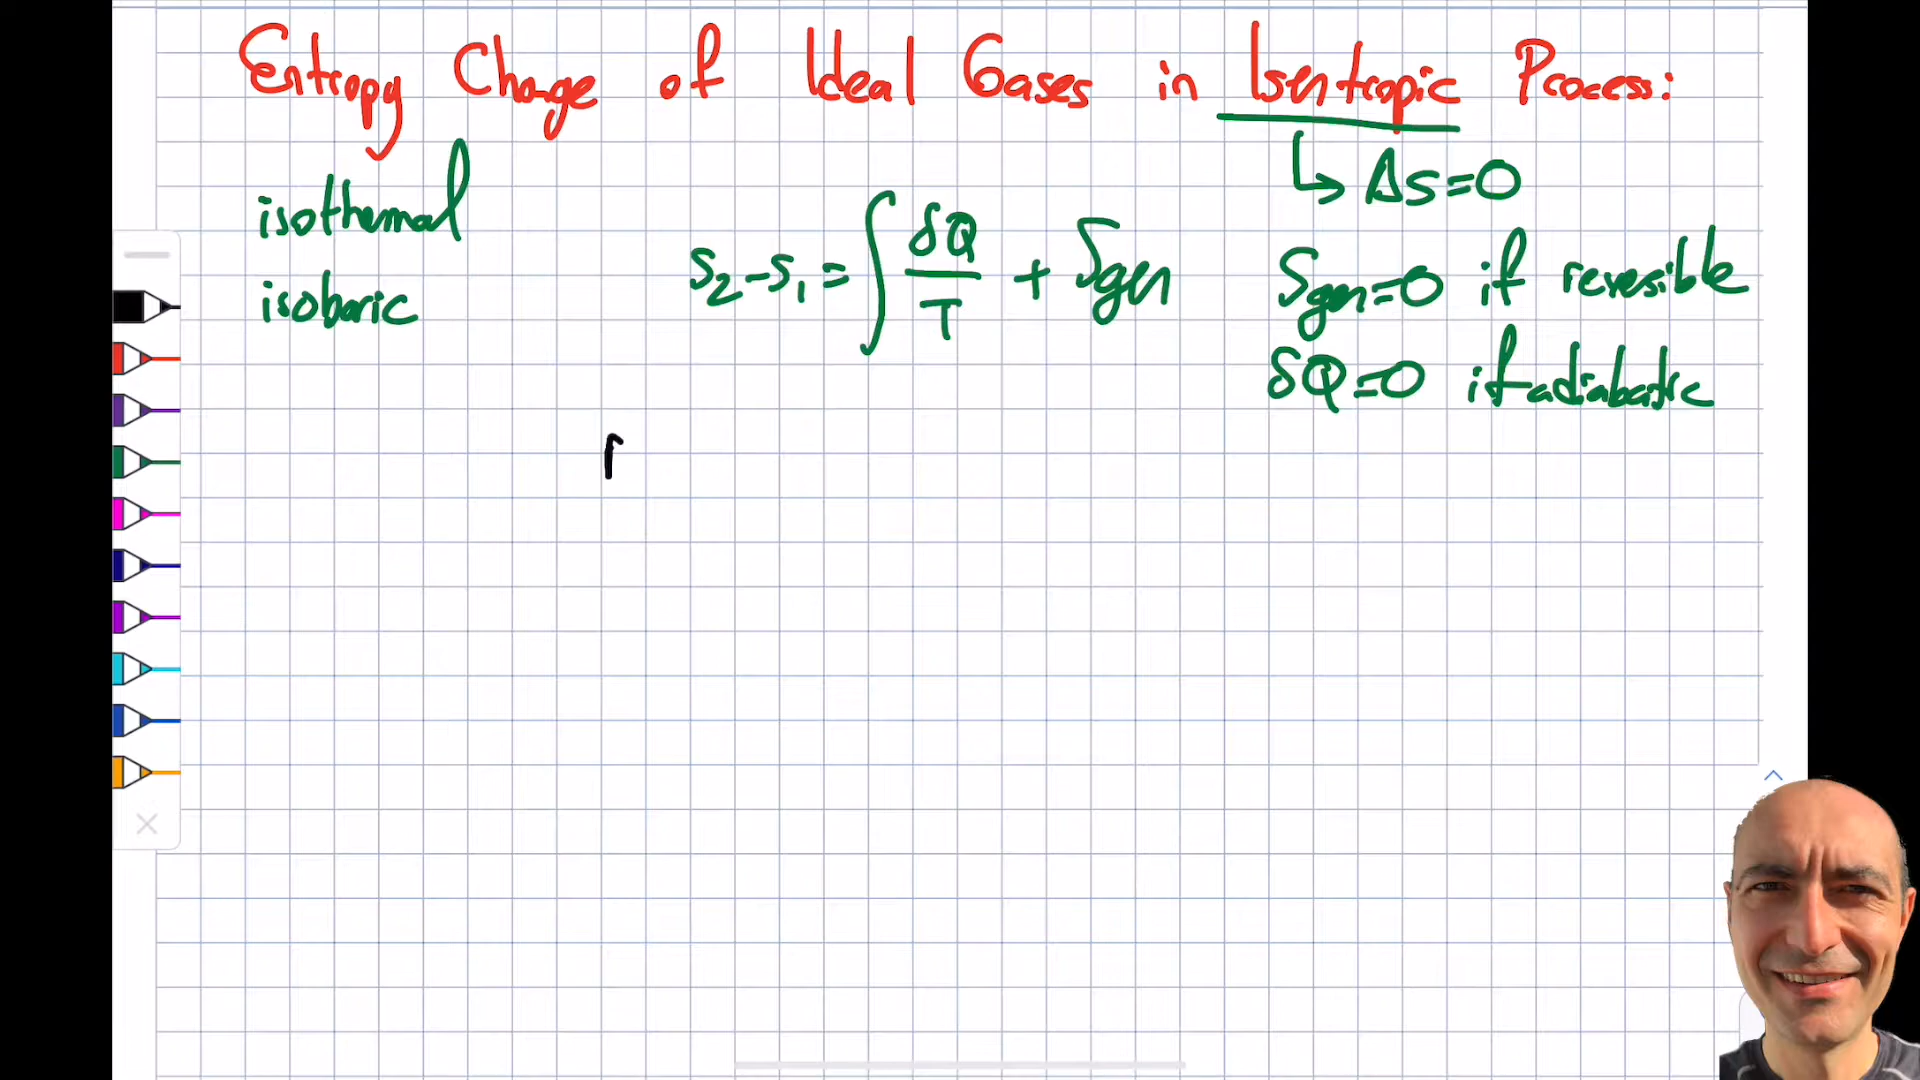 Entropy Change of Ideal Gases in Isentropic Process:
↳ Δs=0
isothermal
isobaric
s₂-s₁ = ∫ δQ/T + Sgen
Sgen=0 if revesible
δQ=0 if adiabatic